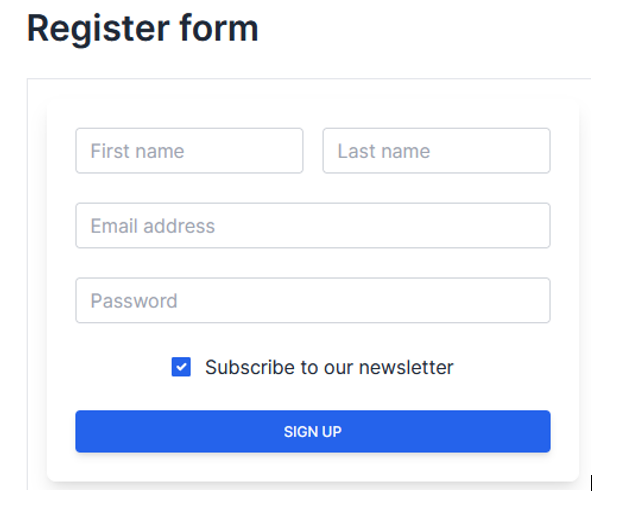 Register form
First name Last name
Email address
Password
Subscribe to our newsletter
SIGN UP